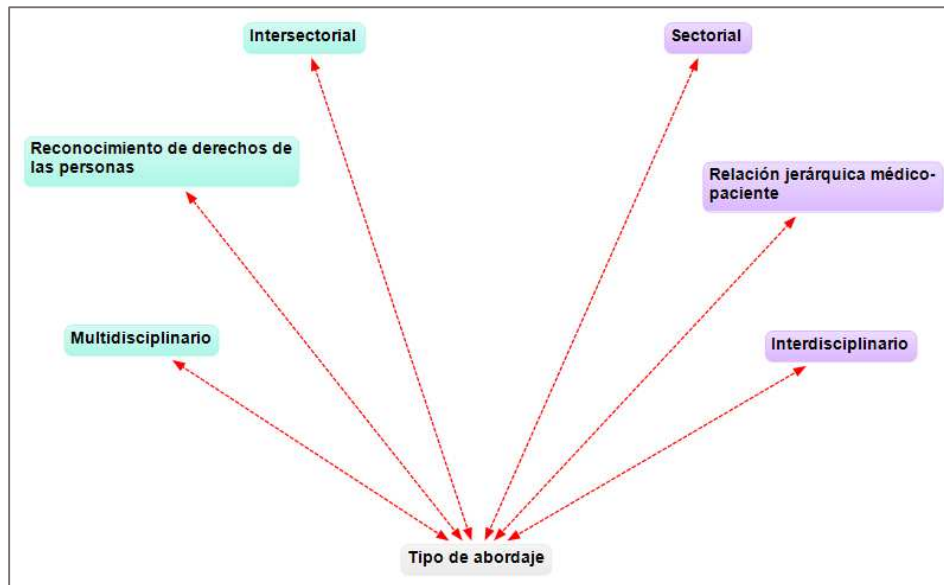 Intersectorial
Sectorial
Reconocimiento de derechos de
las personas
Relación jerárquica médico-
paciente
Multidisciplinario
Interdisciplinario
Tipo de abordaje